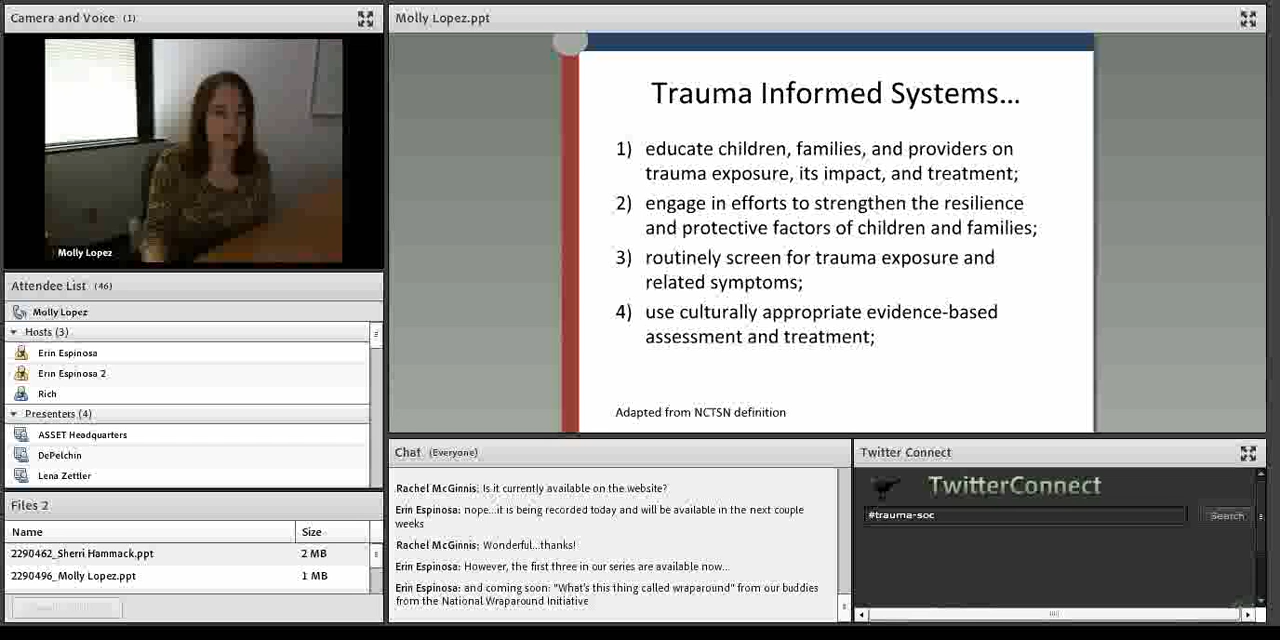 Camera and Voice (1)
Molly Lopez
Attendee List (46)
Molly Lopez
Hosts (3)
Erin Espinosa
Erin Espinosa 2
Rich
Presenters (4)
ASSET Headquarters
DePelchin
Lena Zettler
Files 2
Name Size
2290462_Sherri Hammack.ppt 2 MB
2290496_Molly Lopez.ppt 1 MB
Molly Lopez.ppt
Trauma Informed Systems...
1) educate children, families, and providers on
trauma exposure, its impact, and treatment;
2) engage in efforts to strengthen the resilience
and protective factors of children and families;
3) routinely screen for trauma exposure and
related symptoms;
4) use culturally appropriate evidence-based
assessment and treatment;
Adapted from NCTSN definition
Chat (Everyone)
Rachel McGinnis: Is it currently available on the website?
Erin Espinosa: nope...it is being recorded today and will be available in the next couple
weeks
Rachel McGinnis: Wonderful...thanks!
Erin Espinosa: However, the first three in our series are available now...
Erin Espinosa: and coming soon: "What's this thing called wraparound" from our buddies
from the National Wraparound Initiative
Twitter Connect
TwitterConnect
#trauma-soc
Search